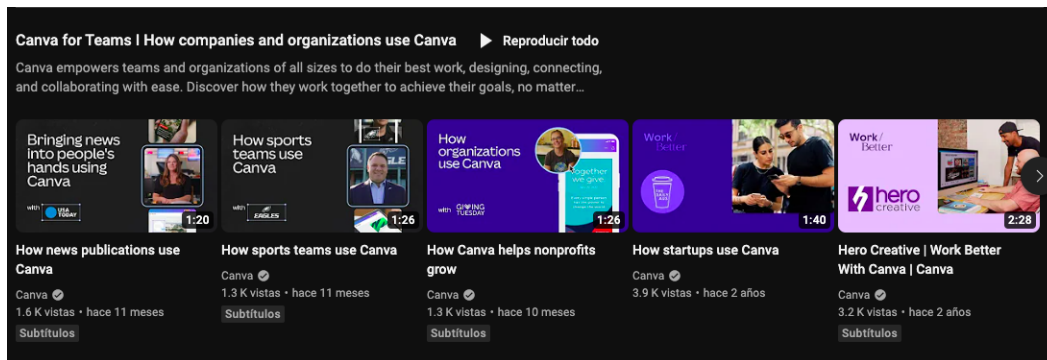 Canva for Teams | How companies and organizations use Canva
Reproducir todo
Canva empowers teams and organizations of all sizes to do their best work, designing, connecting,
and collaborating with ease. Discover how they work together to achieve their goals, no matter...
Bringing news
into people's
hands using
Canva
with USA
TODAY
1:20
How news publications use
Canva
Canva
1.6 K vistas • hace 11 meses
Subtítulos
How sports
teams use
Canva
with EAGLES
1:26
How sports teams use Canva
Canva
1.3 K vistas • hace 11 meses
Subtítulos
How
organizations
use Canva
with GIVING
TUESDAY
Together
we give
1:26
How Canva helps nonprofits
grow
Canva
1.3 K vistas • hace 10 meses
Subtítulos
Work/
Better
1:40
How startups use Canva
Canva
3.9 K vistas • hace 2 años
Work/
Better
hero
creative
2:28
Hero Creative | Work Better
With Canva | Canva
Canva
3.2 K vistas • hace 2 años
Subtítulos